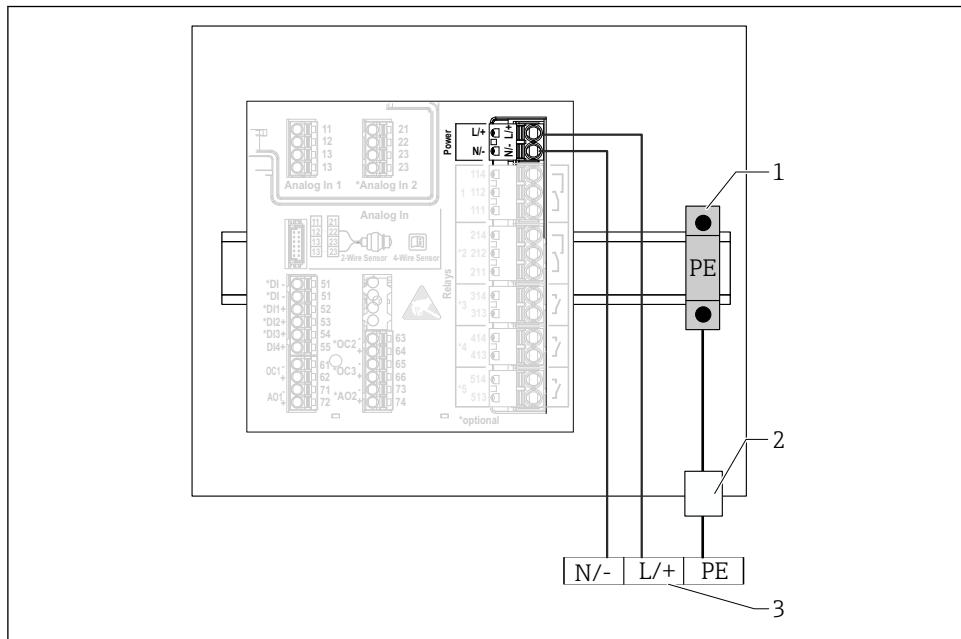 Power
L/+
L/+
N/-
N/-
11
12
13
13
Analog In 1
21
22
23
23
*Analog In 2
Analog In
11 21
12 22
13 23
13 23
2-Wire Sensor 4-Wire Sensor
Relays
114
1 112
111
214
*2 212
211
314
*3
313
414
*4
413
514
*5
513
*optional
*DI - 51
*DI - 51
*DI1+ 52
*DI2+ 53
*DI3+ 54
DI4+ 55
OC1 - 61
+ 62
AO1 - 71
+ 72
*OC2 - 63
+ 64
*OC3 - 65
+ 66
*AO2 - 73
+ 74
1
PE
2
N/- L/+ PE
3